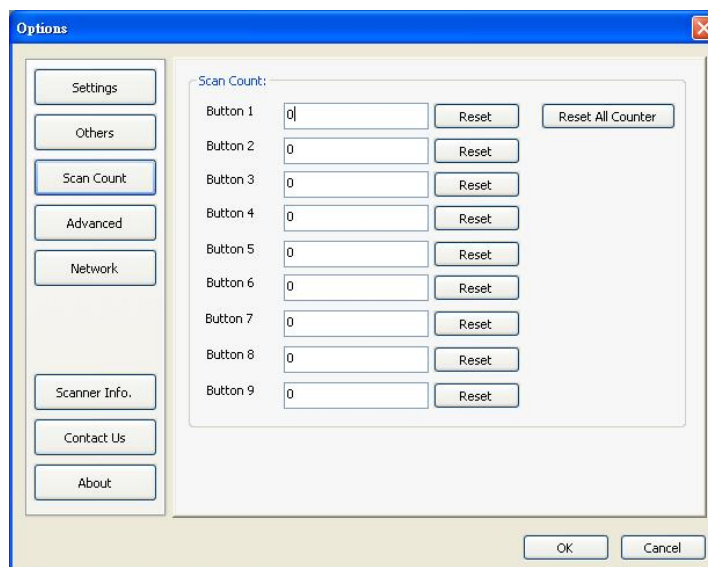 Options
Settings
Others
Scan Count
Advanced
Network
Scanner Info.
Contact Us
About
Scan Count:
Button 1 0 Reset Reset All Counter
Button 2 0 Reset
Button 3 0 Reset
Button 4 0 Reset
Button 5 0 Reset
Button 6 0 Reset
Button 7 0 Reset
Button 8 0 Reset
Button 9 0 Reset
OK Cancel